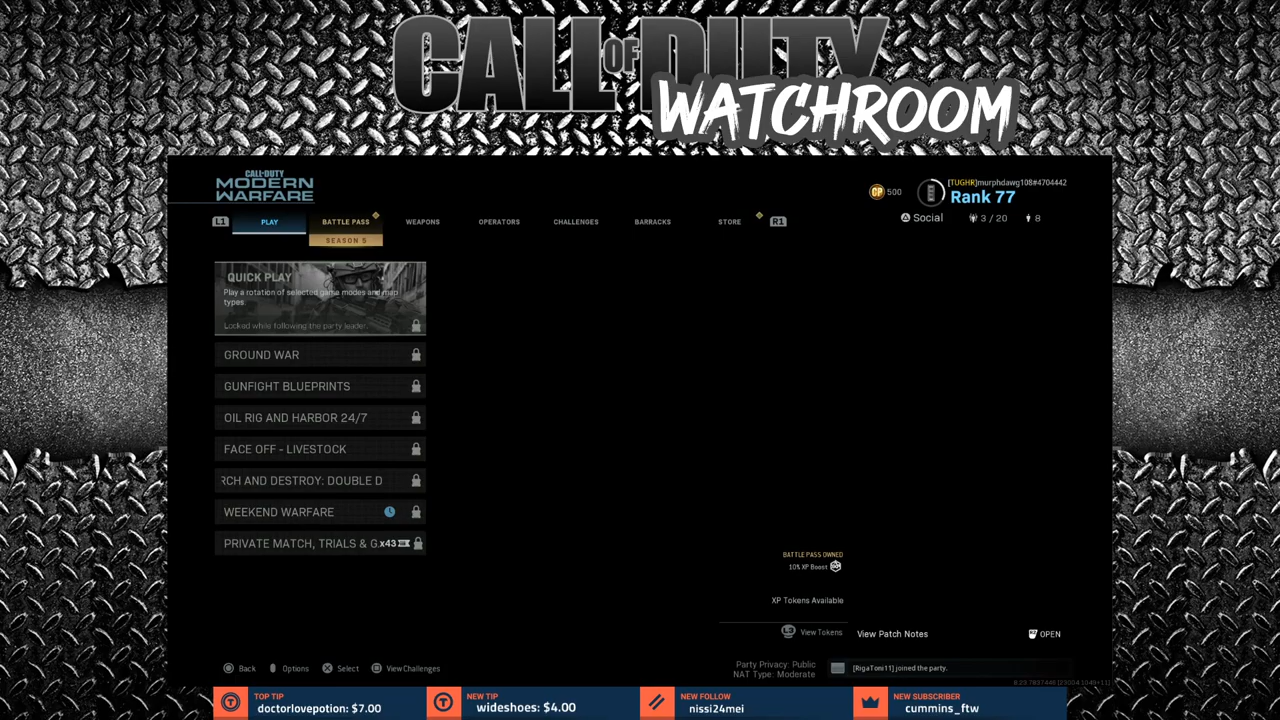 CALL OF DUTY
WATCHROOM
CALL OF DUTY
MODERN
WARFARE
CP 500
[TUGHR]murphdawg108#4704442
Rank 77
Social 3 / 20 8
L1 PLAY BATTLE PASS WEAPONS OPERATORS CHALLENGES BARRACKS STORE R1
SEASON 5
QUICK PLAY
Play a rotation of selected game modes and map
types.
Locked while following the party leader.
GROUND WAR
GUNFIGHT BLUEPRINTS
OIL RIG AND HARBOR 24/7
FACE OFF - LIVESTOCK
RCH AND DESTROY: DOUBLE D
WEEKEND WARFARE
PRIVATE MATCH, TRIALS & G x43
BATTLE PASS OWNED
10% XP Boost
XP Tokens Available
L3 View Tokens
View Patch Notes
R2 OPEN
Back Options Select View Challenges
Party Privacy: Public
NAT Type: Moderate
[RigaToni11] joined the party.
TOP TIP
doctorlovepotion: $7.00
NEW TIP
wideshoes: $4.00
NEW FOLLOW
nissi24mei
NEW SUBSCRIBER
cummins_ftw